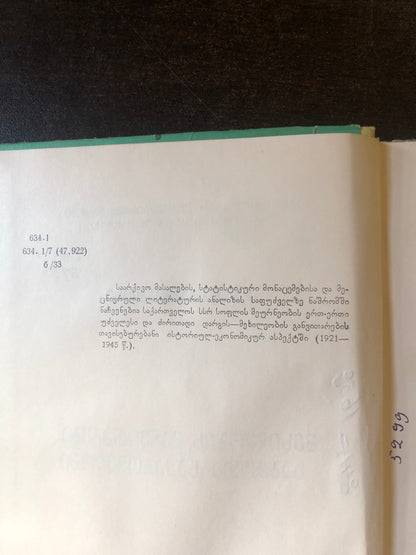 634.1
634.1/7 (47.922)
ნ /33
საარქივო მასალების, სტატისტიკური მონაცემებისა და მე-
ცნიერული ლიტერატურის ანალიზის საფუძველზე ნაშრომში
ნაჩვენებია საქართველოს სსრ სოფლის მეურნეობის ერთ-ერთი
უძველესი და ძირითადი დარგის—მეხილეობის განვითარების
თავისებურებანი ისტორიულ-ეკონომიკურ ასპექტში (1921—
1945 წ.).
5299